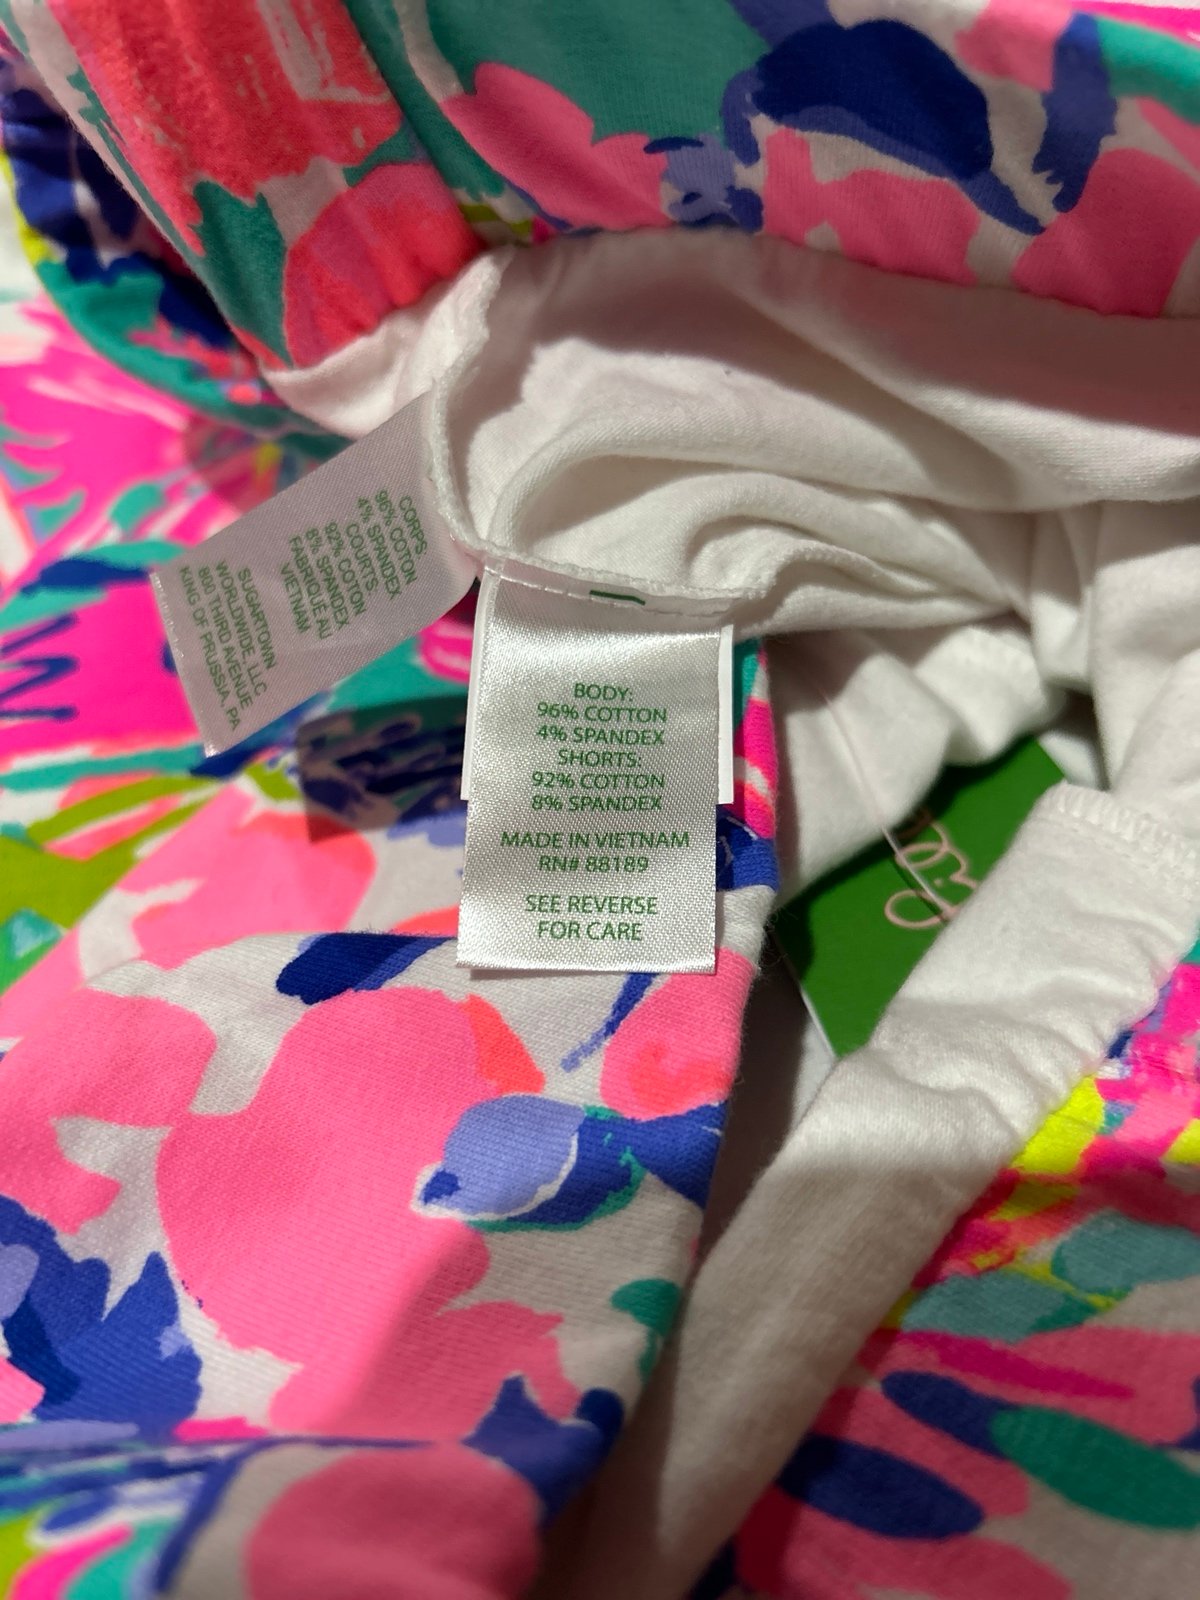 CORPS:
96% COTON
4% SPANDEX
COURTS:
92% COTON
8% SPANDEX
FABRIQUÉ AU
VIETNAM
SUGARTOWN
WORLDWIDE, LLC
800 THIRD AVENUE
KING OF PRUSSIA, PA
BODY:
96% COTTON
4% SPANDEX
SHORTS:
92% COTTON
8% SPANDEX
MADE IN VIETNAM
RN# 88189
SEE REVERSE
FOR CARE